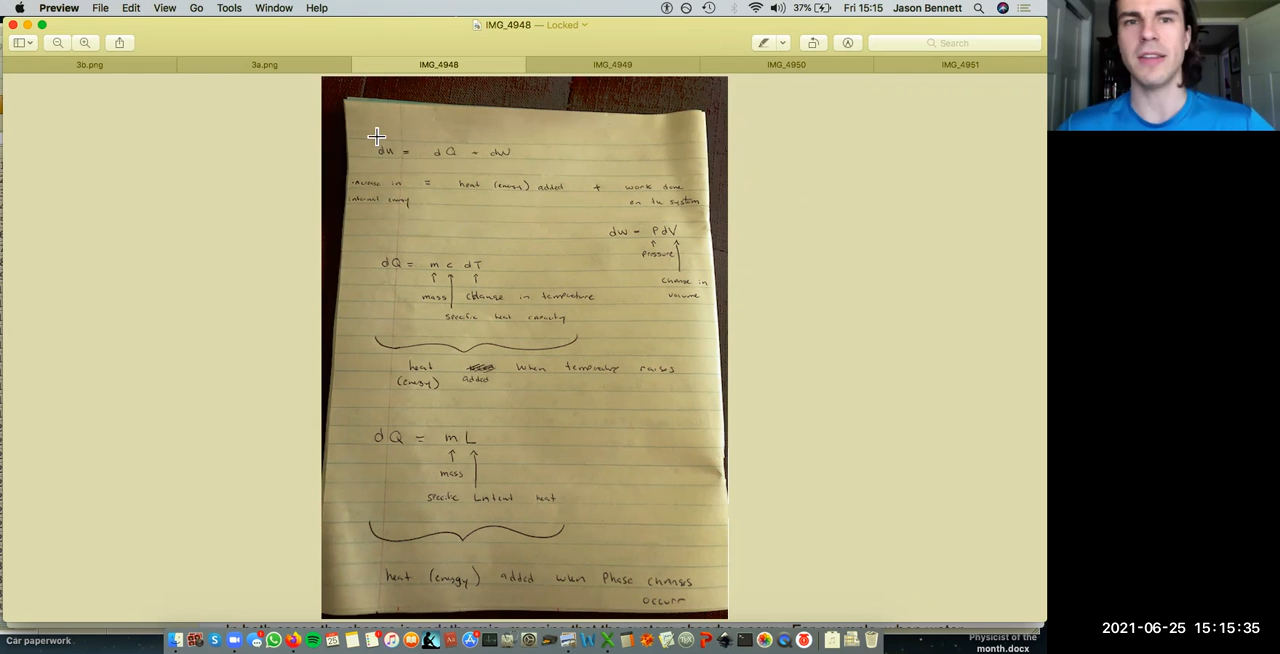 Preview File Edit View Go Tools Window Help
37% Fri 15:15 Jason Bennett
IMG_4948 — Locked
Search
3b.png 3a.png IMG_4948 IMG_4949 IMG_4950 IMG_4951
du = dQ + dW
in = heat (energy) added + work done
internal energy on the system
dW = PdV
pressure
change in
volume
dQ = m c dT
mass change in temperature
specific heat capacity
heat when temperature raises
(energy) added
dQ = m L
mass
specific Latent heat
heat (energy) added when Phase changes
occurr
Car paperwork
Physicist of the
month.docx
2021-06-25 15:15:35